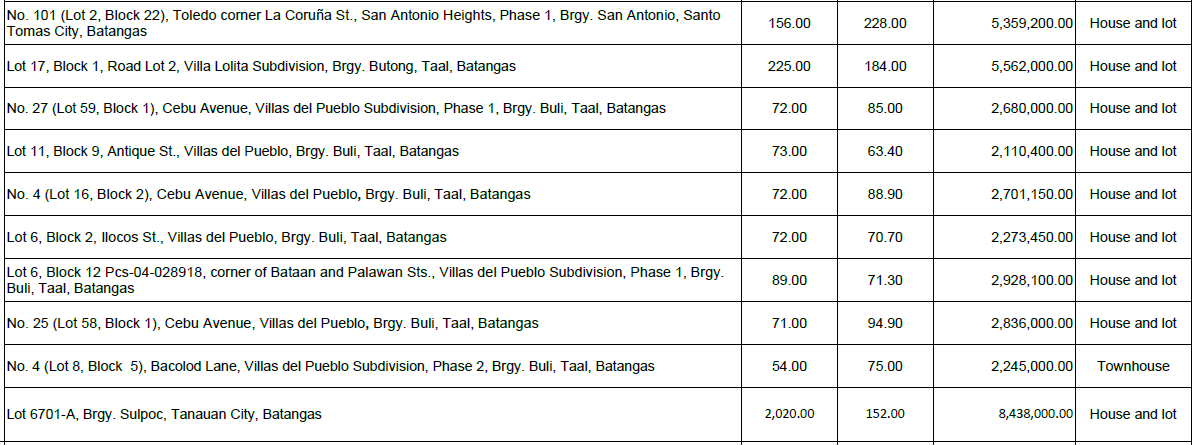 No. 101 (Lot 2, Block 22), Toledo corner La Coruña St., San Antonio Heights, Phase 1, Brgy. San Antonio, Santo
Tomas City, Batangas
156.00 228.00 5,359,200.00 House and lot
Lot 17, Block 1, Road Lot 2, Villa Lolita Subdivision, Brgy. Butong, Taal, Batangas 225.00 184.00 5,562,000.00 House and lot
No. 27 (Lot 59, Block 1), Cebu Avenue, Villas del Pueblo Subdivision, Phase 1, Brgy. Buli, Taal, Batangas 72.00 85.00 2,680,000.00 House and lot
Lot 11, Block 9, Antique St., Villas del Pueblo, Brgy. Buli, Taal, Batangas 73.00 63.40 2,110,400.00 House and lot
No. 4 (Lot 16, Block 2), Cebu Avenue, Villas del Pueblo, Brgy. Buli, Taal, Batangas 72.00 88.90 2,701,150.00 House and lot
Lot 6, Block 2, Ilocos St., Villas del Pueblo, Brgy. Buli, Taal, Batangas 72.00 70.70 2,273,450.00 House and lot
Lot 6, Block 12 Pcs-04-028918, corner of Bataan and Palawan Sts., Villas del Pueblo Subdivision, Phase 1, Brgy.
Buli, Taal, Batangas
89.00 71.30 2,928,100.00 House and lot
No. 25 (Lot 58, Block 1), Cebu Avenue, Villas del Pueblo, Brgy. Buli, Taal, Batangas 71.00 94.90 2,836,000.00 House and lot
No. 4 (Lot 8, Block  5), Bacolod Lane, Villas del Pueblo Subdivision, Phase 2, Brgy. Buli, Taal, Batangas 54.00 75.00 2,245,000.00 Townhouse
Lot 6701-A, Brgy. Sulpoc, Tanauan City, Batangas 2,020.00 152.00 8,438,000.00 House and lot